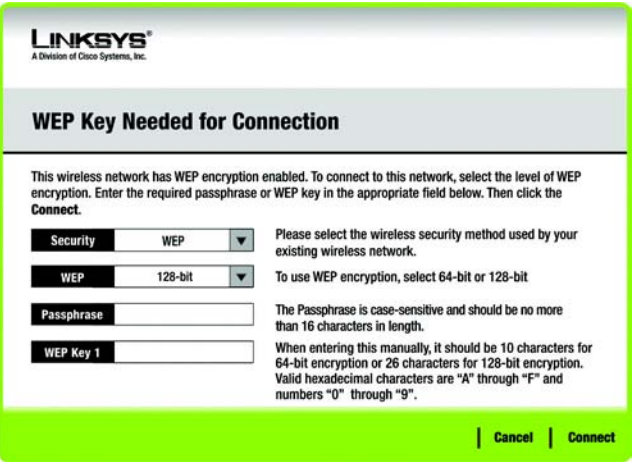 LINKSYS®
A Division of Cisco Systems, Inc.
WEP Key Needed for Connection
This wireless network has WEP encryption enabled. To connect to this network, select the level of WEP
encryption. Enter the required passphrase or WEP key in the appropriate field below. Then click the
Connect.
Security WEP
Please select the wireless security method used by your
existing wireless network.
WEP 128-bit
To use WEP encryption, select 64-bit or 128-bit
Passphrase
The Passphrase is case-sensitive and should be no more
than 16 characters in length.
WEP Key 1
When entering this manually, it should be 10 characters for
64-bit encryption or 26 characters for 128-bit encryption.
Valid hexadecimal characters are “A” through “F” and
numbers “0” through “9”.
Cancel Connect